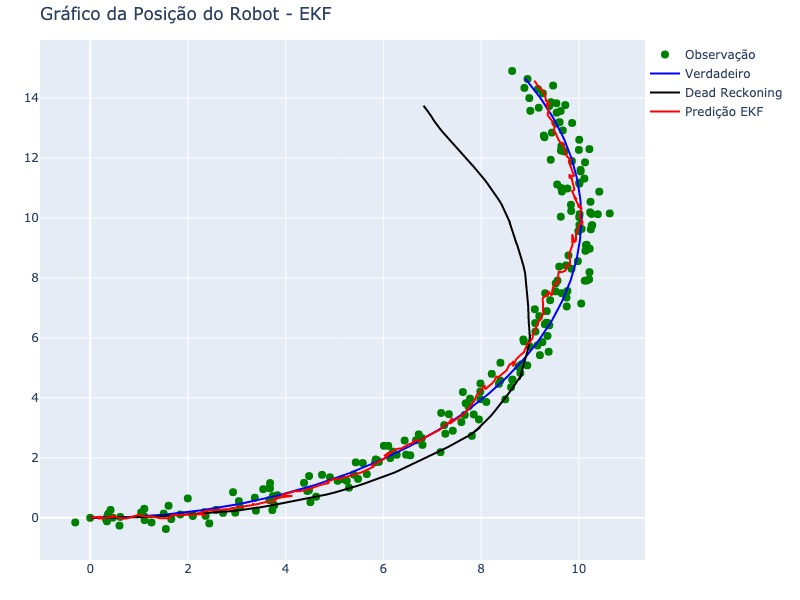 Gráfico da Posição do Robot - EKF
Observação
Verdadeiro
Dead Reckoning
Predição EKF
14
12
10
8
6
4
2
0
0 2 4 6 8 10